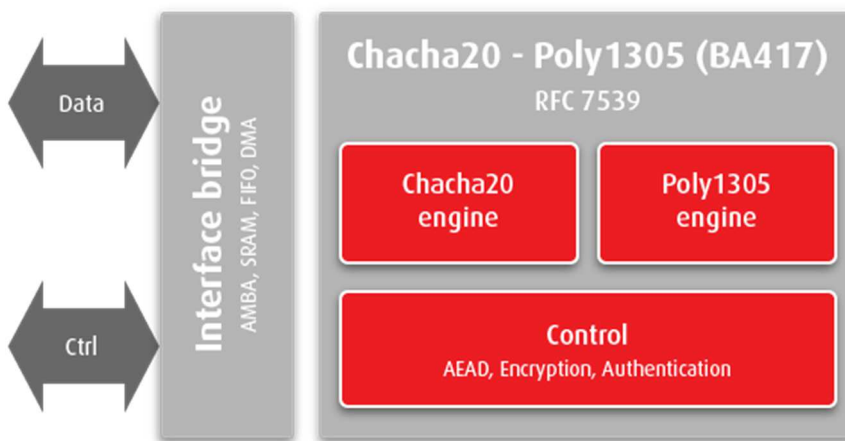 Data
Ctrl
Interface bridge
AMBA, SRAM, FIFO, DMA
Chacha20 - Poly1305 (BA417)
RFC 7539
Chacha20
engine
Poly1305
engine
Control
AEAD, Encryption, Authentication